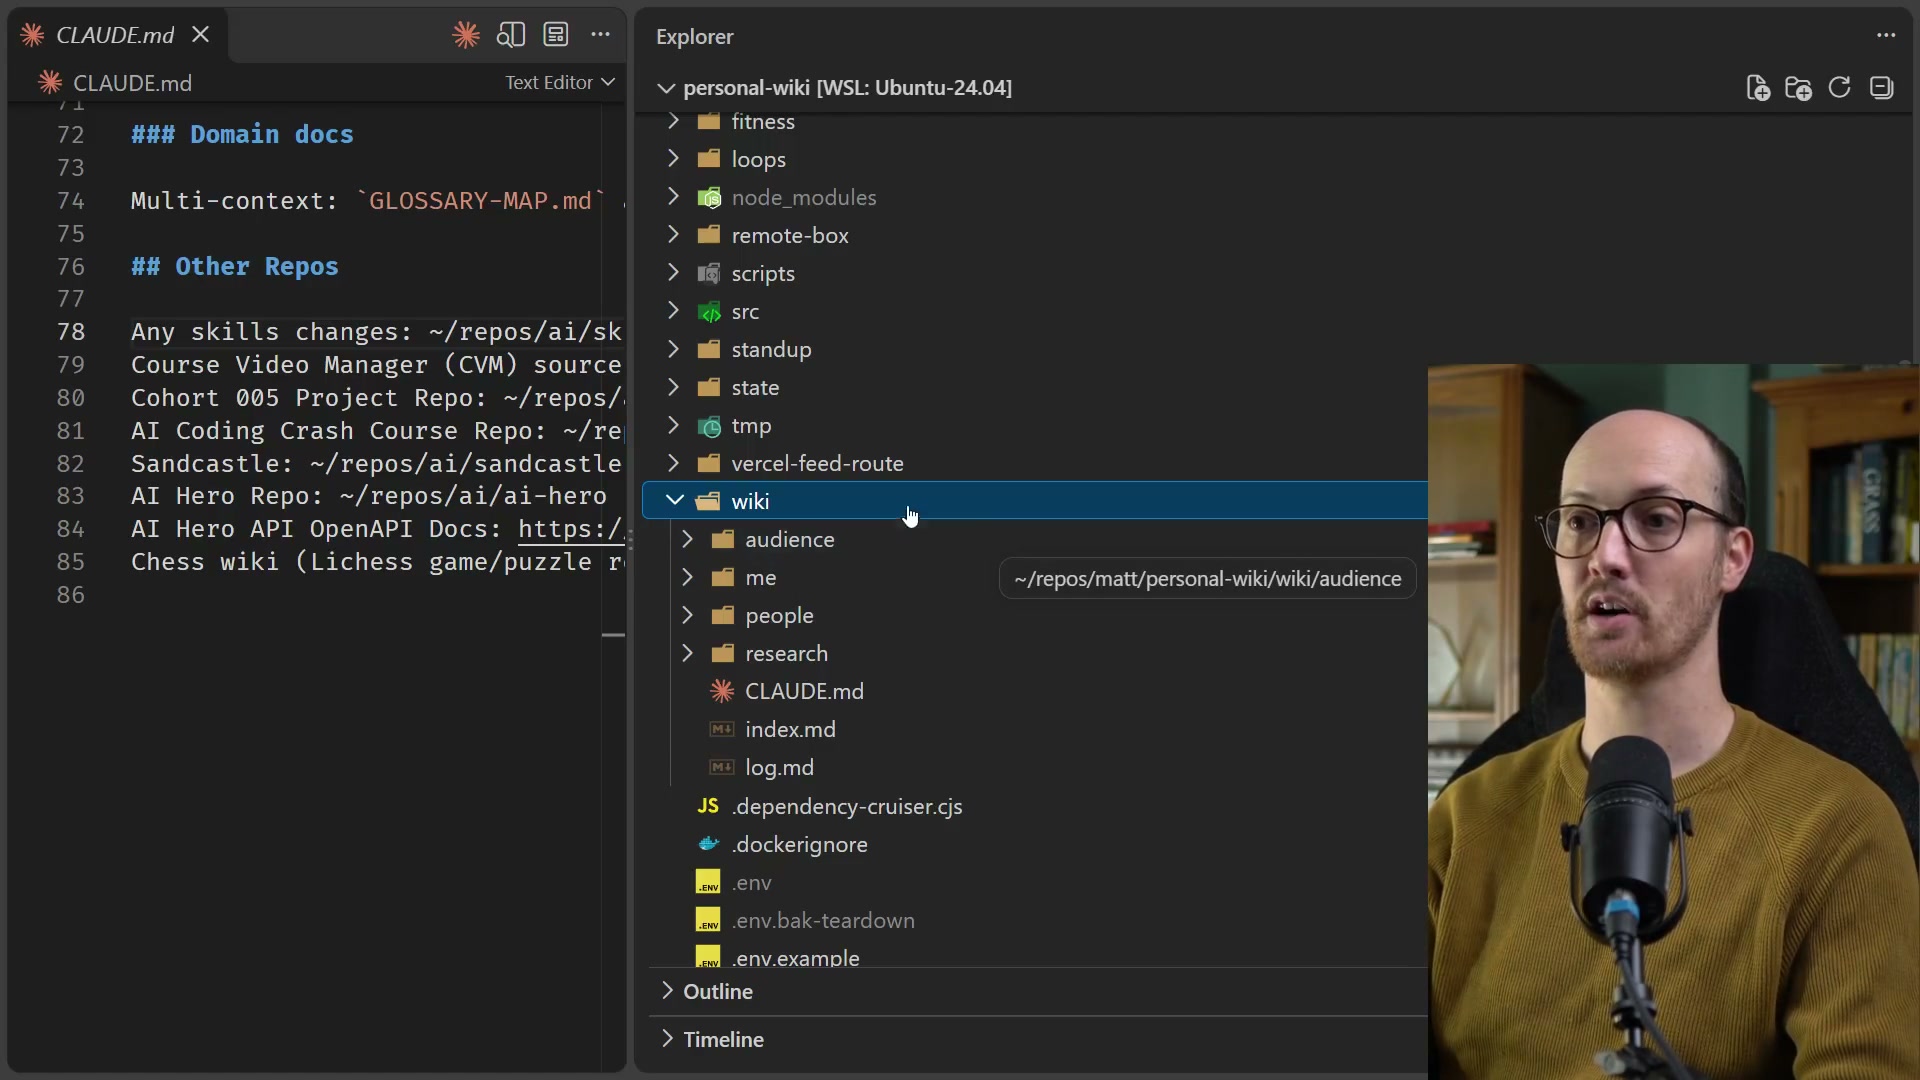 CLAUDE.md
CLAUDE.md
Text Editor
71
72 ### Domain docs
73
74 Multi-context: `GLOSSARY-MAP.md`
75
76 ## Other Repos
77
78 Any skills changes: ~/repos/ai/sk
79 Course Video Manager (CVM) source
80 Cohort 005 Project Repo: ~/repos/
81 AI Coding Crash Course Repo: ~/re
82 Sandcastle: ~/repos/ai/sandcastle
83 AI Hero Repo: ~/repos/ai/ai-hero
84 AI Hero API OpenAPI Docs: https:/
85 Chess wiki (Lichess game/puzzle r
86
Explorer
personal-wiki [WSL: Ubuntu-24.04]
fitness
loops
node_modules
remote-box
scripts
src
standup
state
tmp
vercel-feed-route
wiki
audience
me
~/repos/matt/personal-wiki/wiki/audience
people
research
CLAUDE.md
index.md
log.md
JS .dependency-cruiser.cjs
.dockerignore
.ENV .env
.ENV .env.bak-teardown
.ENV .env.example
Outline
Timeline